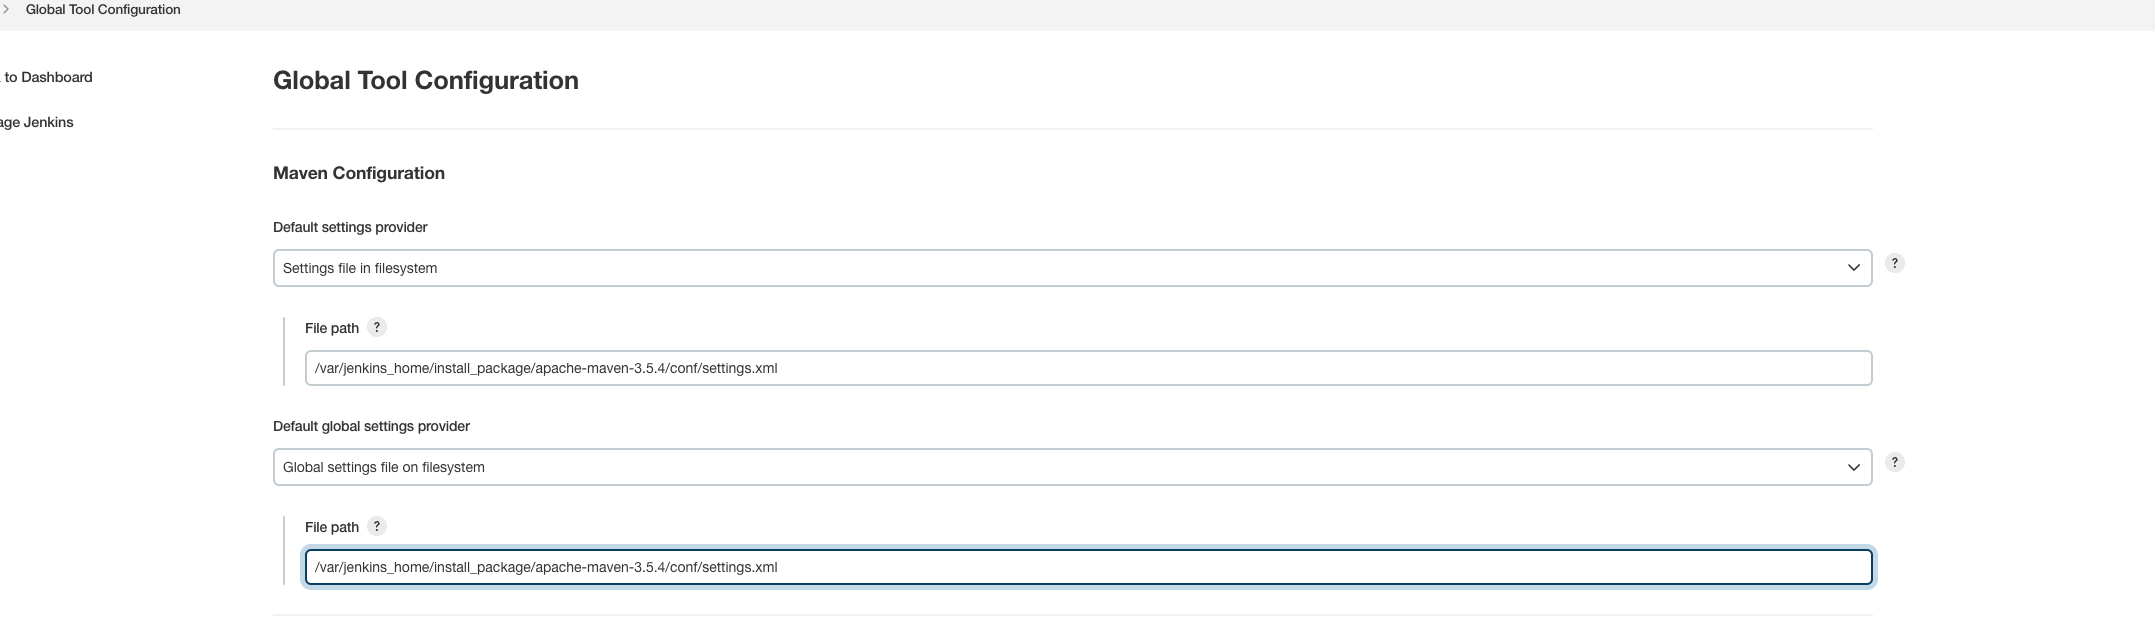 Global Tool Configuration
to Dashboard
age Jenkins
Global Tool Configuration
Maven Configuration
Default settings provider
Settings file in filesystem
?
File path ?
/var/jenkins_home/install_package/apache-maven-3.5.4/conf/settings.xml
Default global settings provider
Global settings file on filesystem
?
File path ?
/var/jenkins_home/install_package/apache-maven-3.5.4/conf/settings.xml